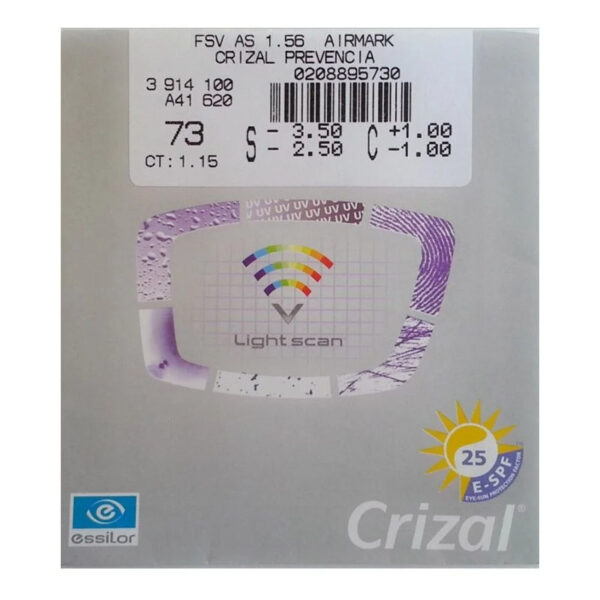 FSV AS 1.56 AIRMARK
CRIZAL PREVENCIA
0208895730
3 914 100
A41 620
73
CT: 1.15
S - 3.50 C +1.00
- 2.50 -1.00
UV UV UV UV UV
Light scan
25
E-SPF
EYE-SUN PROTECTION FACTOR
essilor
Crizal®